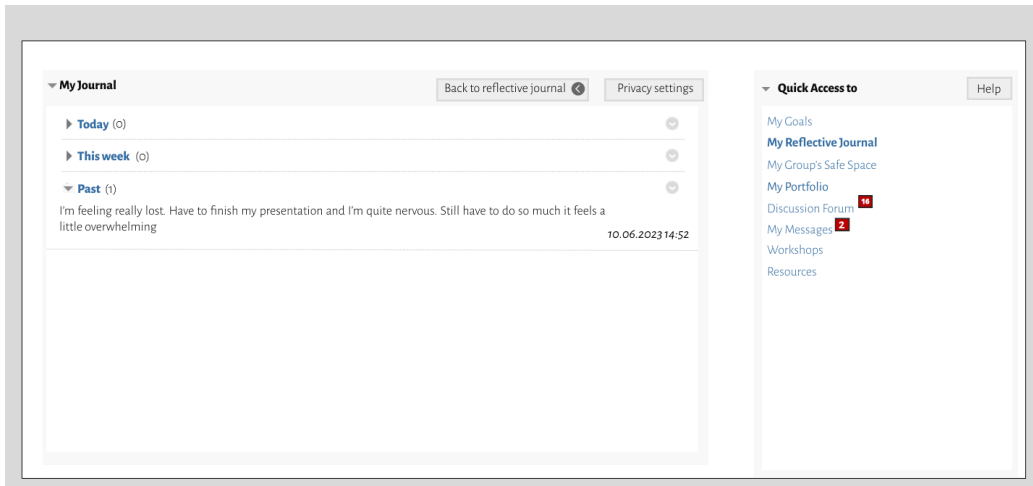 My Journal
Back to reflective journal
Privacy settings
Today (0)
This week (0)
Past (1)
I'm feeling really lost. Have to finish my presentation and I'm quite nervous. Still have to do so much it feels a
little overwhelming
10.06.2023 14:52
Quick Access to
Help
My Goals
My Reflective Journal
My Group's Safe Space
My Portfolio
Discussion Forum 16
My Messages 2
Workshops
Resources